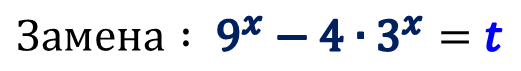 Замена : 9ˣ − 4 · 3ˣ = t